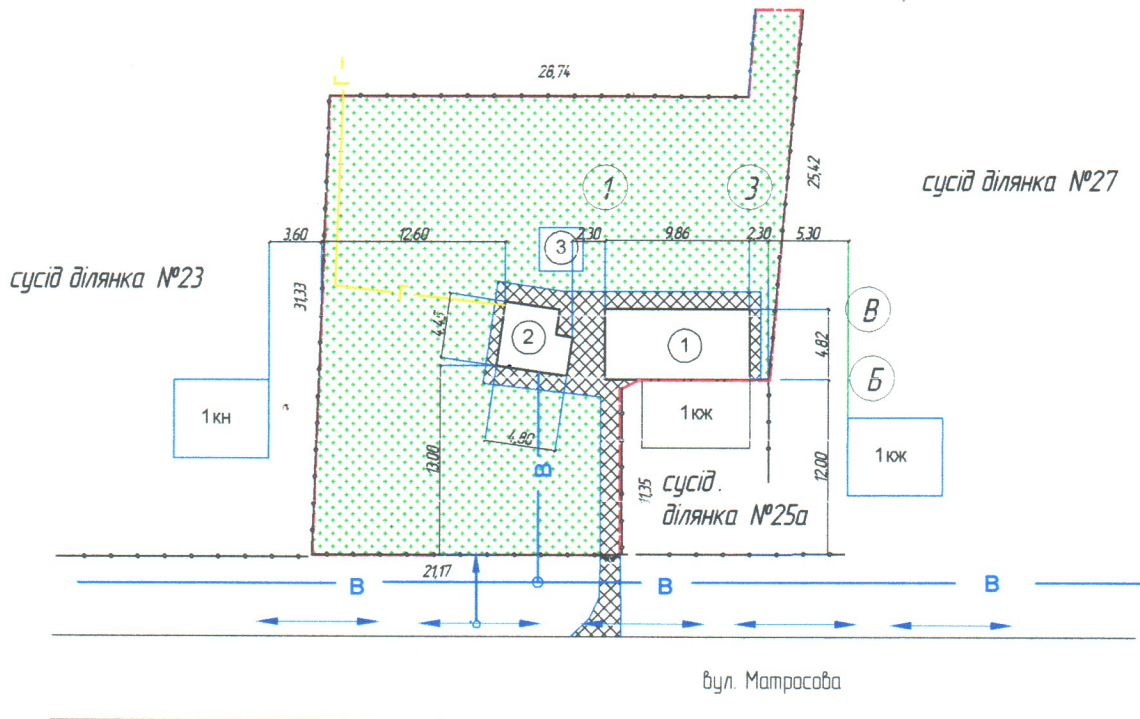 28,74
25,42
сусід ділянка №27
1
3
3,60
12,60
2,30
9,86
2,30
5,30
3
сусід ділянка №23
31,33
Г
Г
4,45
2
1
4,82
В
Б
1кн
1кж
1кж
4,80
13,00
В
11,35
12,00
сусід.
ділянка №25а
21,17
В
В
В
вул. Матросова